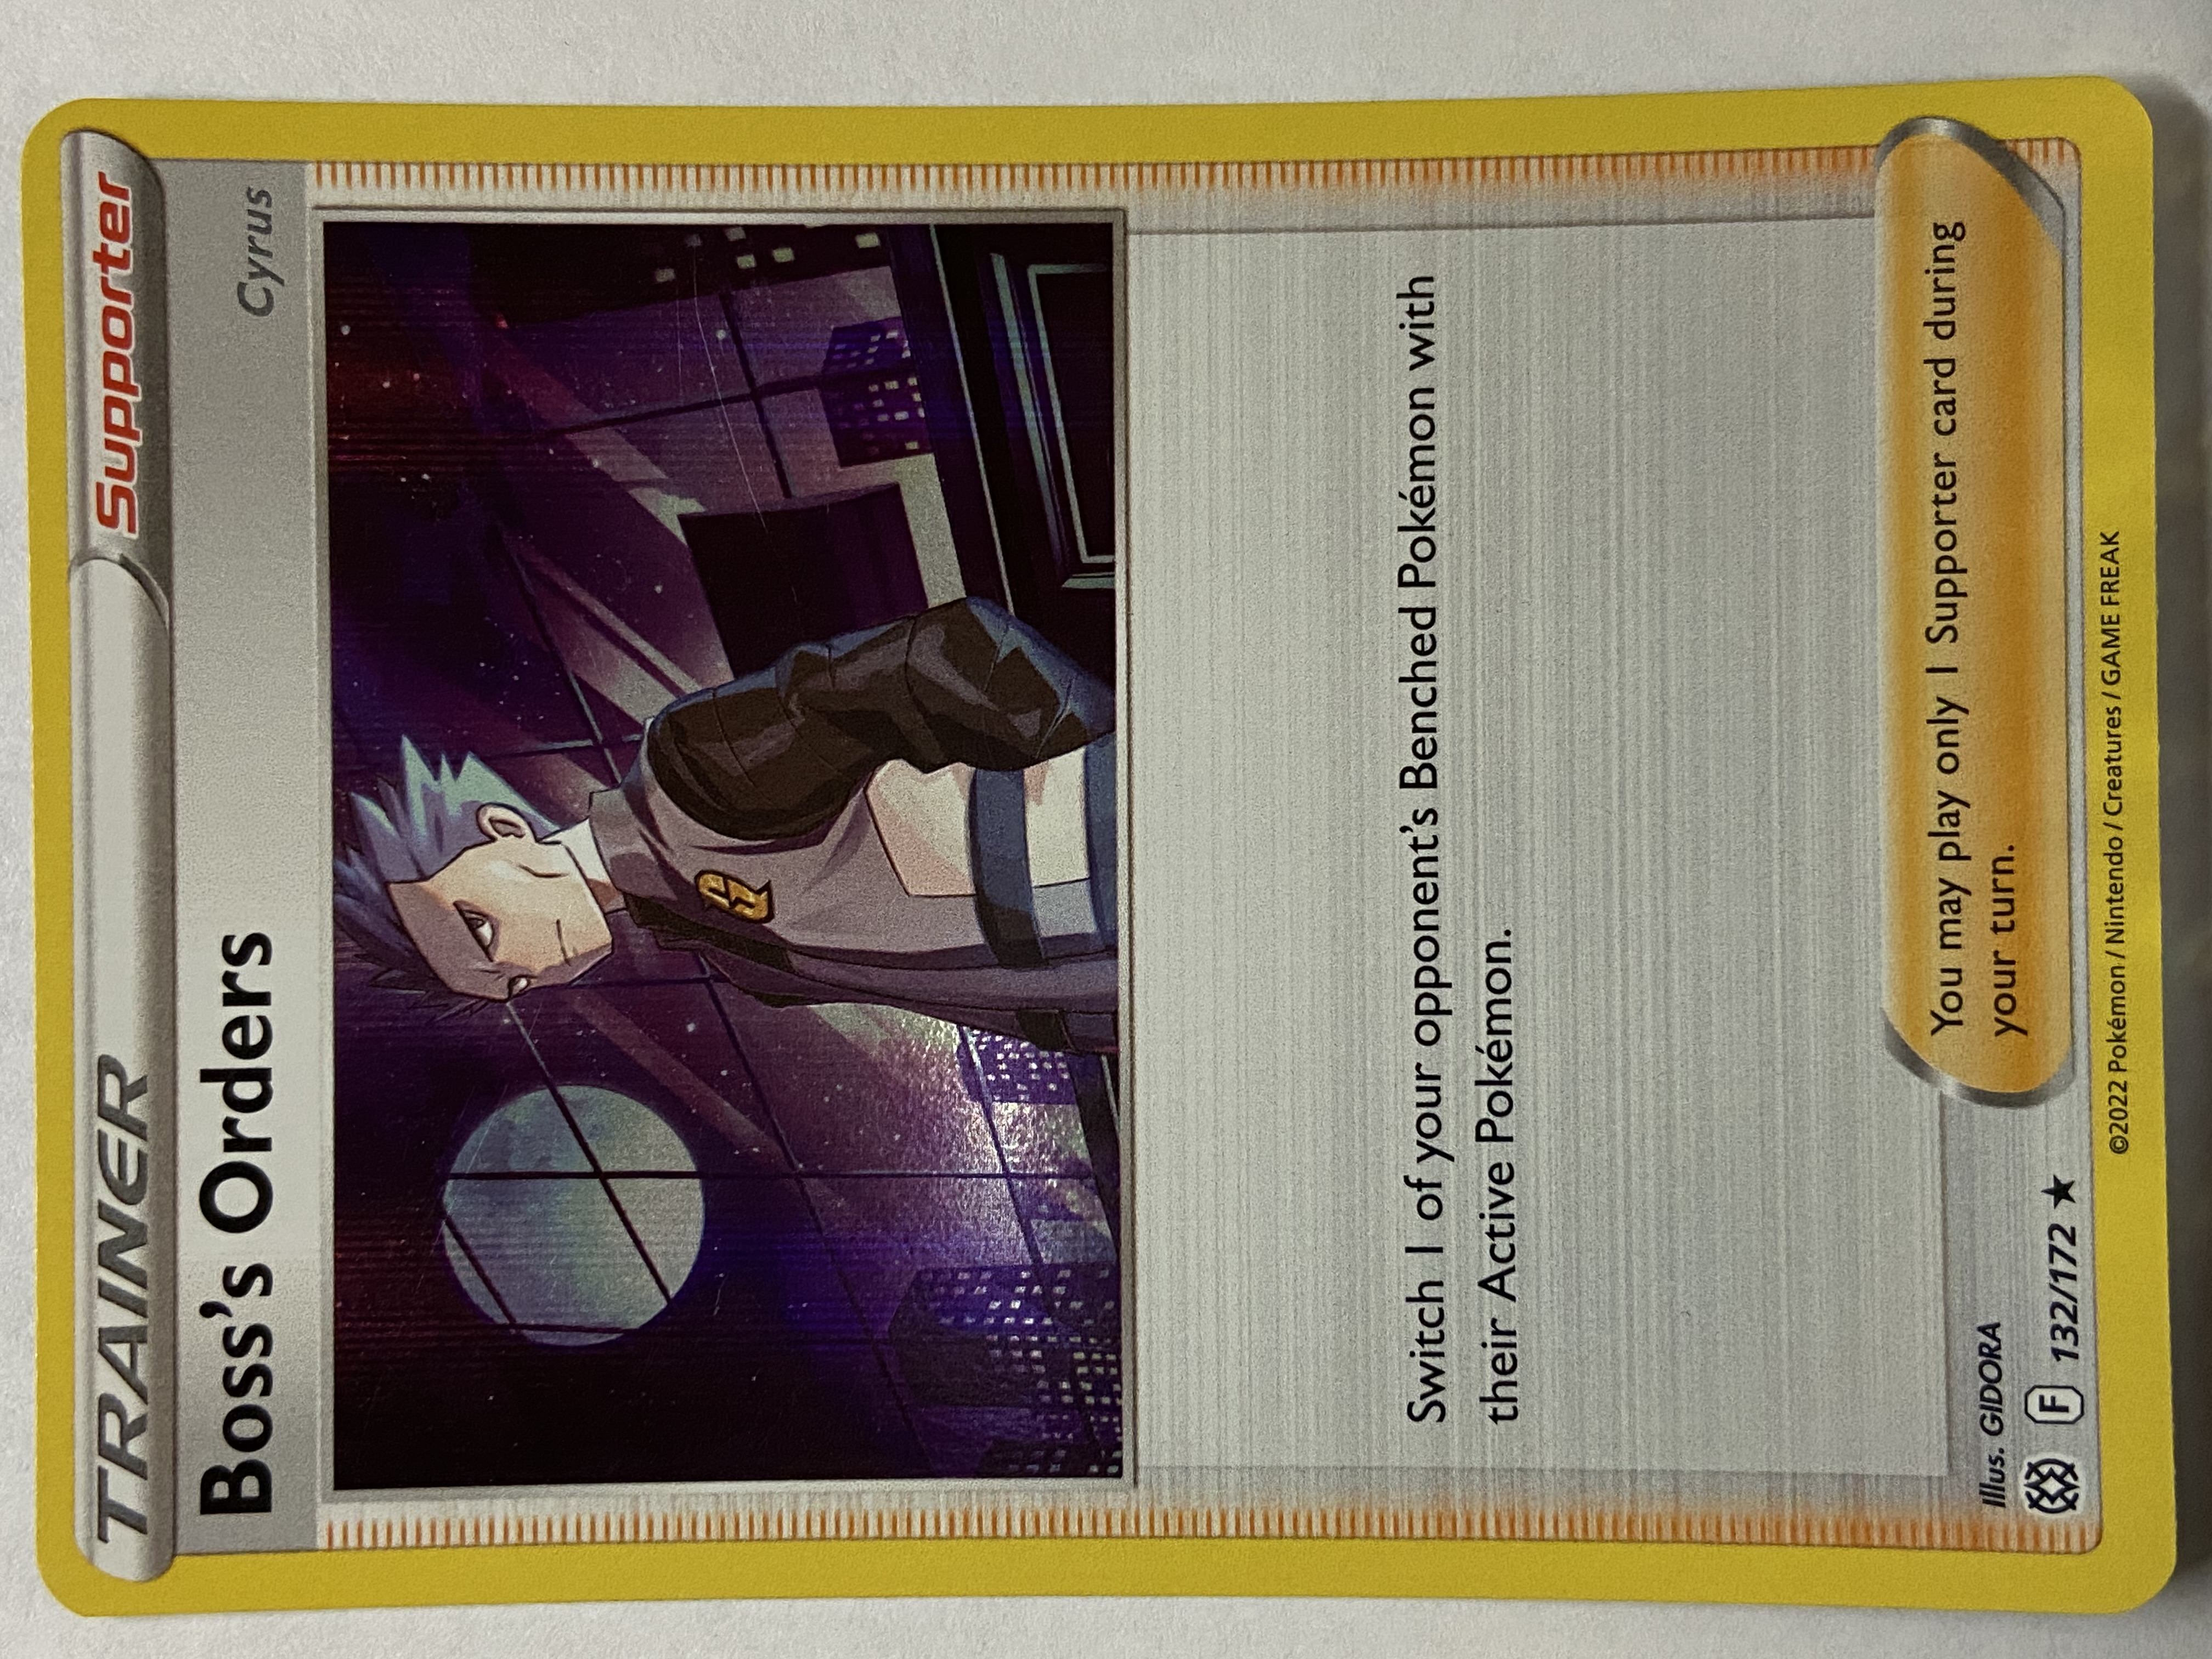 TRAINER Supporter
Boss's Orders Cyrus
G
Switch 1 of your opponent's Benched Pokémon with
their Active Pokémon.
You may play only 1 Supporter card during
your turn.
Illus. GIDORA
F 132/172 ★
©2022 Pokémon / Nintendo / Creatures / GAME FREAK